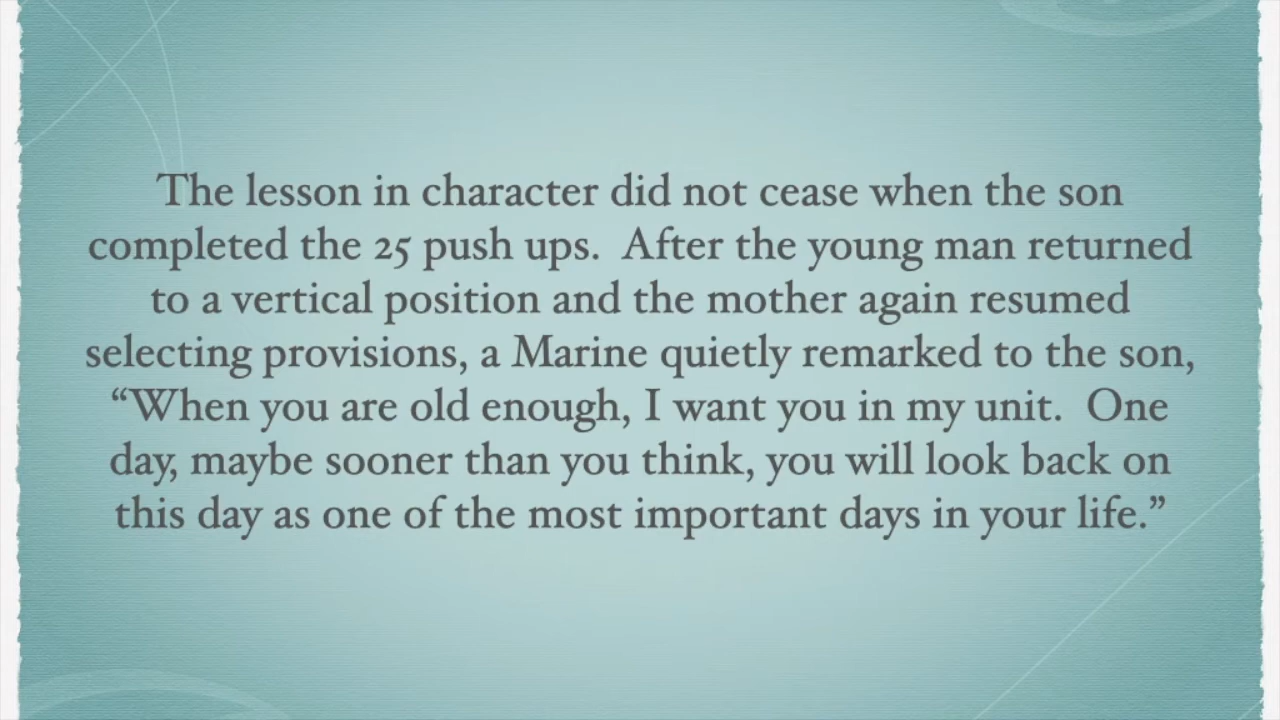 The lesson in character did not cease when the son
completed the 25 push ups.  After the young man returned
to a vertical position and the mother again resumed
selecting provisions, a Marine quietly remarked to the son,
“When you are old enough, I want you in my unit.  One
day, maybe sooner than you think, you will look back on
this day as one of the most important days in your life.”